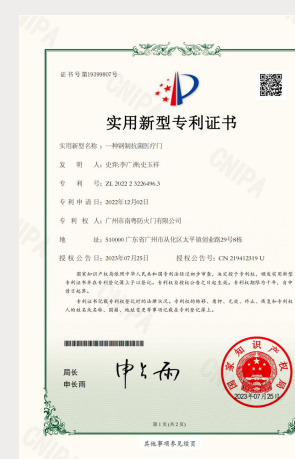 证书号第19199807号
实用新型专利证书
实用新型名称：一种钢制抗菌医疗门
发 明 人：史弈;李广洲;史玉祥
专 利 号：ZL 2022 2 3226496.3
专利申请日：2022年12月02日
专 利 权 人：广州市南粤防火门有限公司
地 址：510000 广东省广州市从化区太平镇创业路29号8栋
授权公告日：2023年07月25日 授权公告号：CN 219412319 U
国家知识产权局依照中华人民共和国专利法经过初步审查，决定授予专利权，颁发实用新型
专利证书并在专利登记簿上予以登记。专利权自授权公告之日起生效。专利权期限为十年，自申
请日起算。
专利证书记载专利权登记时的法律状况。专利权的转移、质押、无效、终止、恢复和专利权
人的姓名或名称、国籍、地址变更等事项记载在专利登记簿上。
局长
申长雨
申长雨
国家知识产权局
2023年07月25日
第 1 页 (共 2 页)
其他事项参见续页
CNIPA